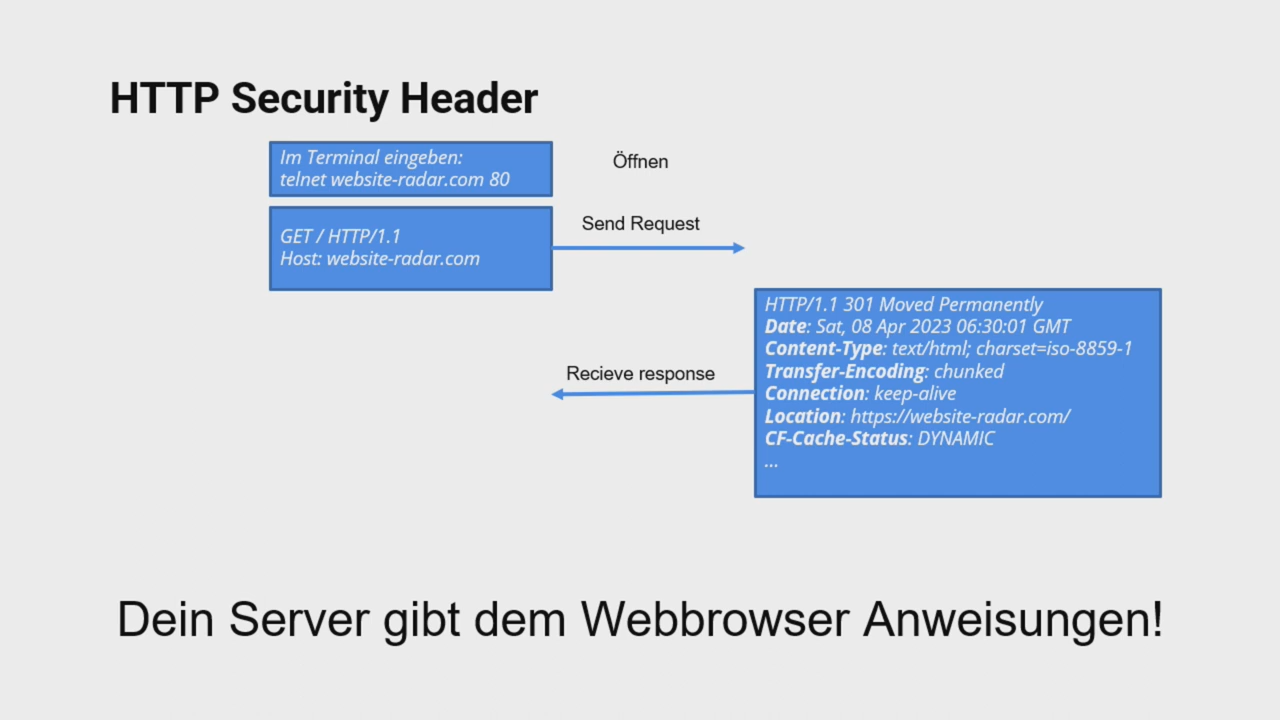 HTTP Security Header
Im Terminal eingeben:
telnet website-radar.com 80
Öffnen
GET / HTTP/1.1
Host: website-radar.com
Send Request
HTTP/1.1 301 Moved Permanently
Date: Sat, 08 Apr 2023 06:30:01 GMT
Content-Type: text/html; charset=iso-8859-1
Transfer-Encoding: chunked
Connection: keep-alive
Location: https://website-radar.com/
CF-Cache-Status: DYNAMIC
...
Recieve response
Dein Server gibt dem Webbrowser Anweisungen!